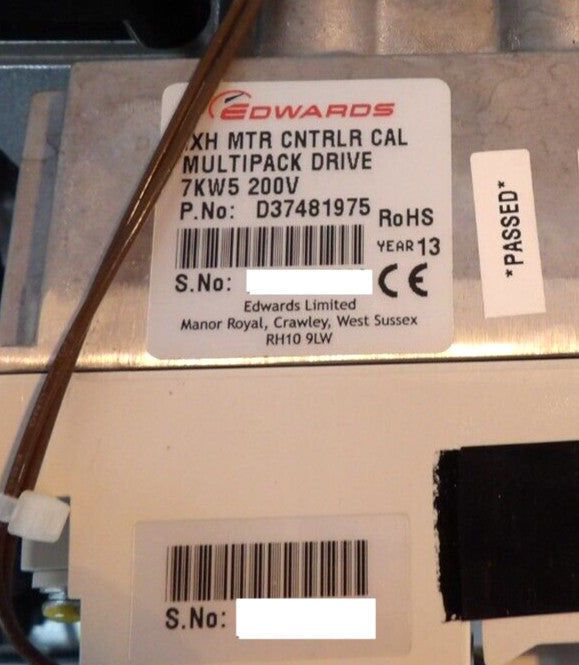 EDWARDS
XH MTR CNTRLR CAL
MULTIPACK DRIVE
7KW5 200V
P.No: D37481975
RoHS
YEAR 13
S.No:
CE
Edwards Limited
Manor Royal, Crawley, West Sussex
RH10 9LW
*PASSED*
S.No: